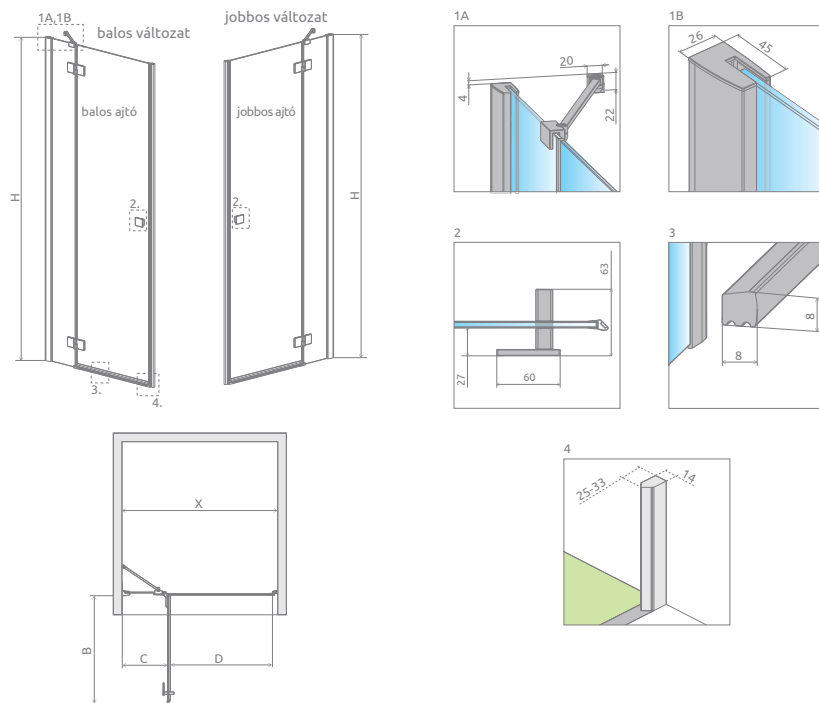 1A,1B
balos változat
jobbos változat
balos ajtó
jobbos ajtó
H
H
2.
2.
3.
4.
1A
20
4
22
1B
26
45
2
63
27
60
3
8
8
X
B
C
D
4
25-33
14